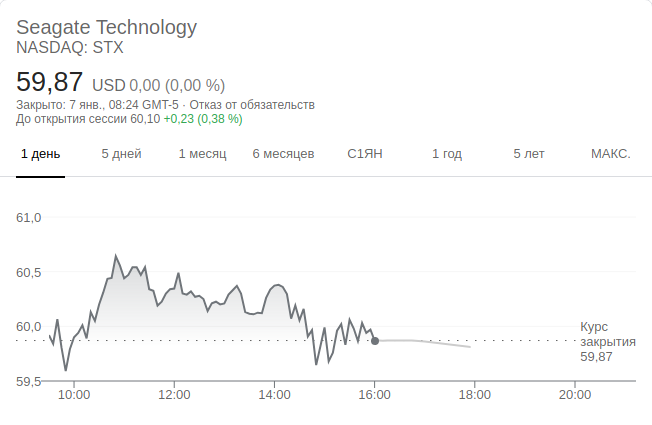 Seagate Technology
NASDAQ: STX
59,87 USD 0,00 (0,00 %)
Закрыто: 7 янв., 08:24 GMT-5 · Отказ от обязательств
До открытия сессии 60,10 +0,23 (0,38 %)
1 день 5 дней 1 месяц 6 месяцев С1ЯН 1 год 5 лет МАКС.
61,0
60,5
60,0
59,5
Курс
закрытия
59,87
10:00 12:00 14:00 16:00 18:00 20:00